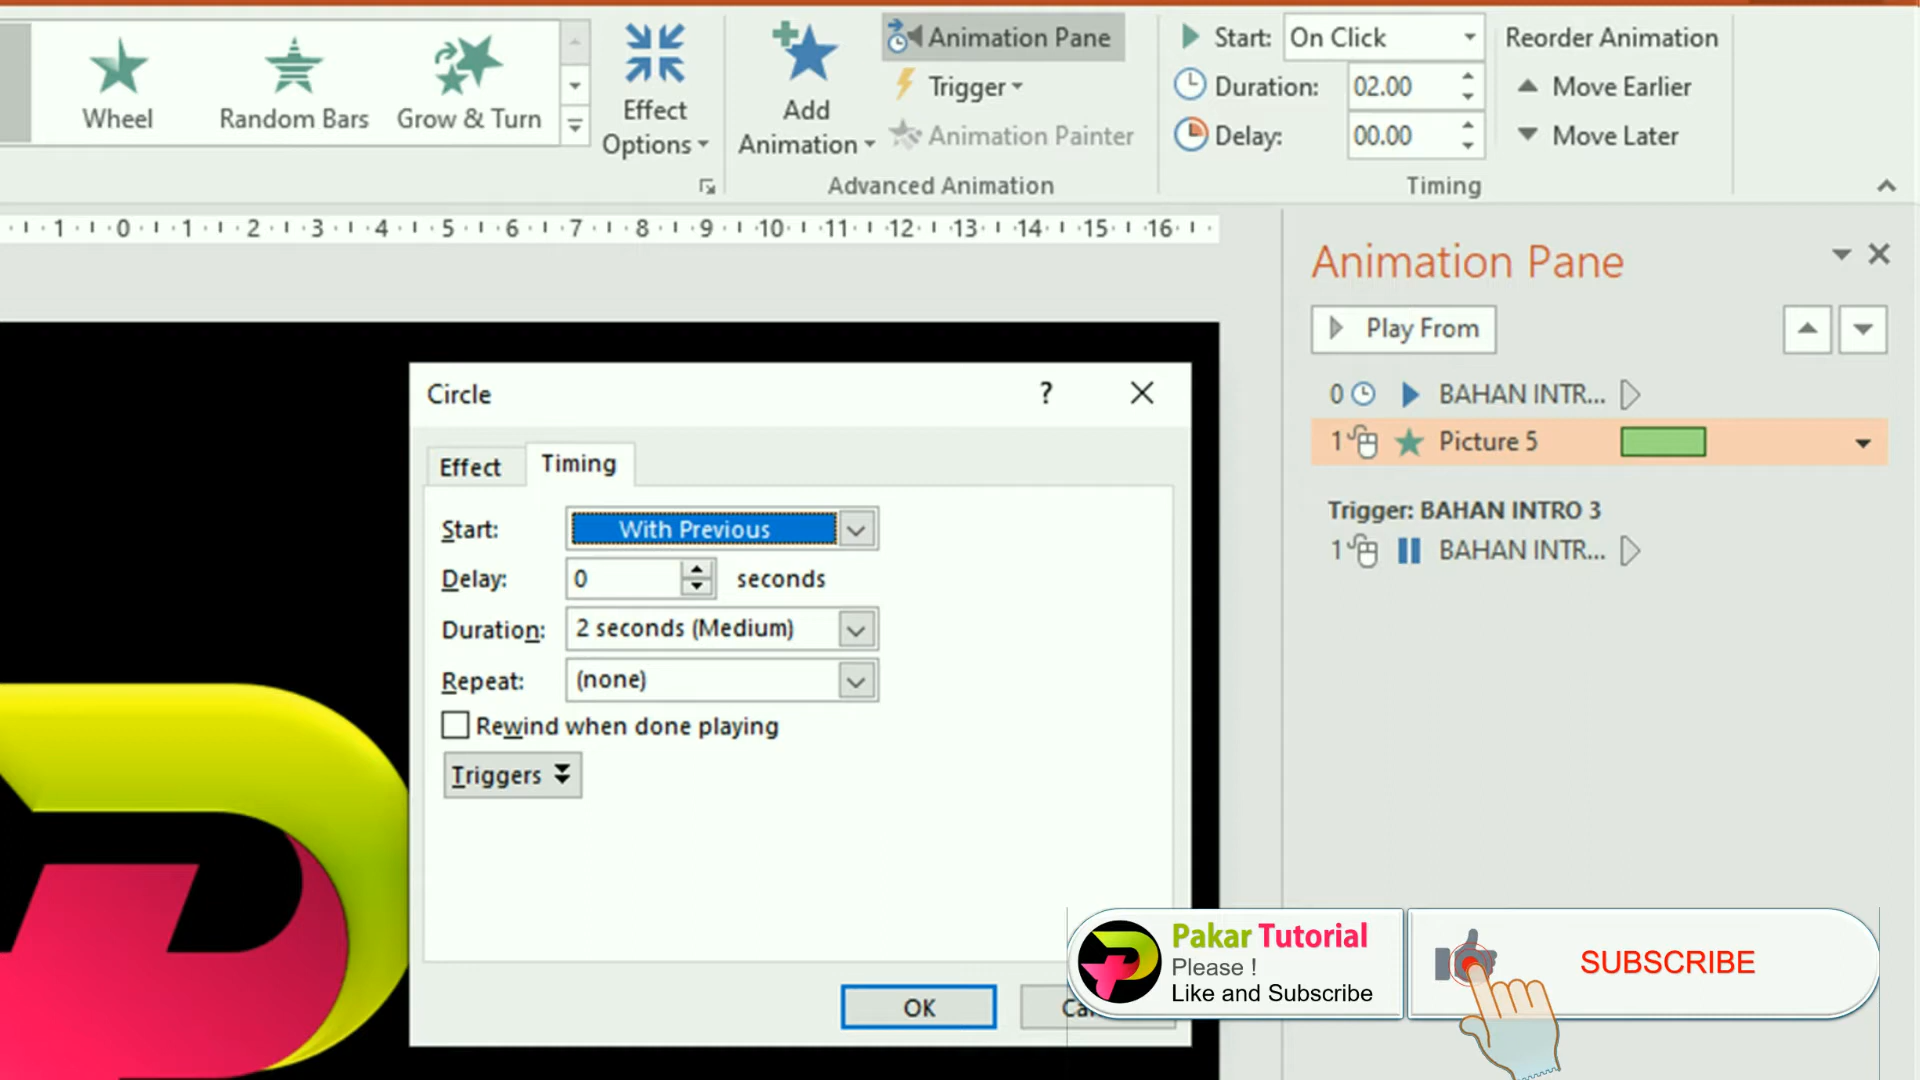 Wheel
Random Bars
Grow & Turn
Effect
Options
Add
Animation
Animation Pane
Trigger
Animation Painter
Advanced Animation
Start: On Click
Duration: 02.00
Delay: 00.00
Timing
Reorder Animation
Move Earlier
Move Later
1 0 1 2 3 4 5 6 7 8 9 10 11 12 13 14 15 16
Animation Pane
Play From
0 BAHAN INTR...
1 Picture 5
Trigger: BAHAN INTRO 3
1 BAHAN INTR...
Circle
?
Effect
Timing
Start: With Previous
Delay: 0 seconds
Duration: 2 seconds (Medium)
Repeat: (none)
Rewind when done playing
Triggers
OK
Pakar Tutorial
Please !
Like and Subscribe
SUBSCRIBE